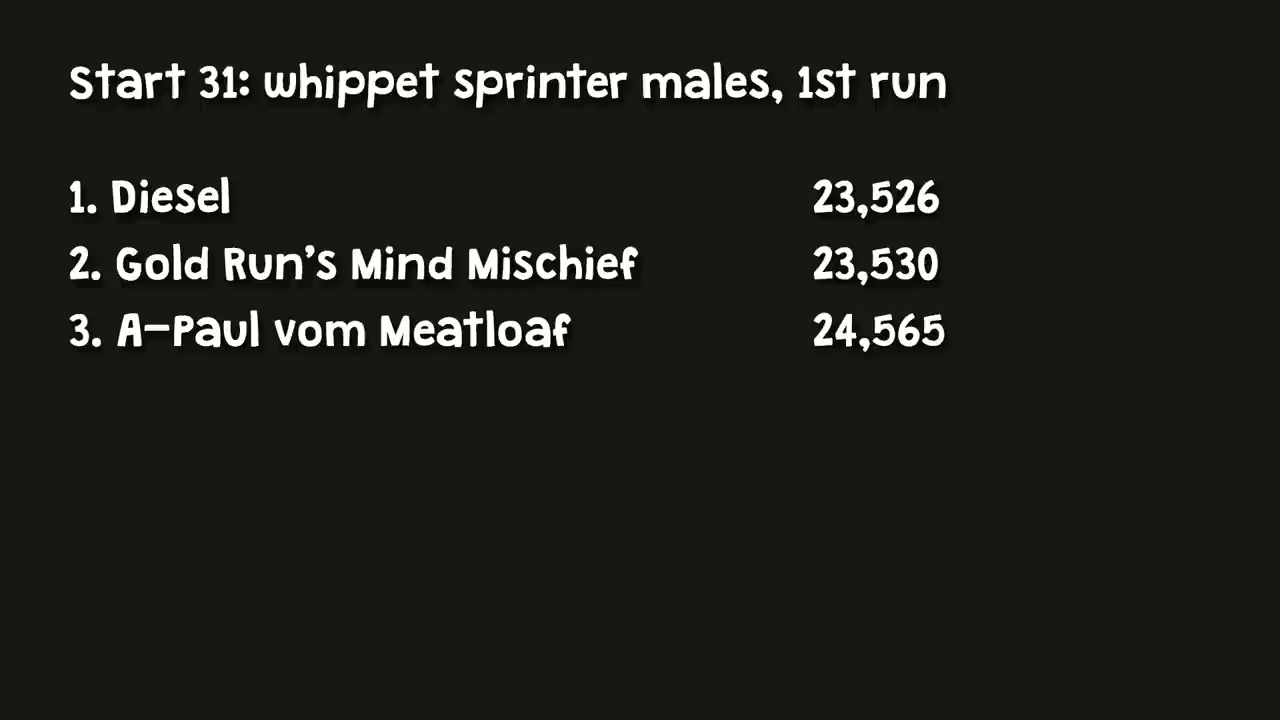 Start 31: whippet sprinter males, 1st run
1. Diesel 23,526
2. Gold Run's Mind Mischief 23,530
3. A-Paul vom Meatloaf 24,565